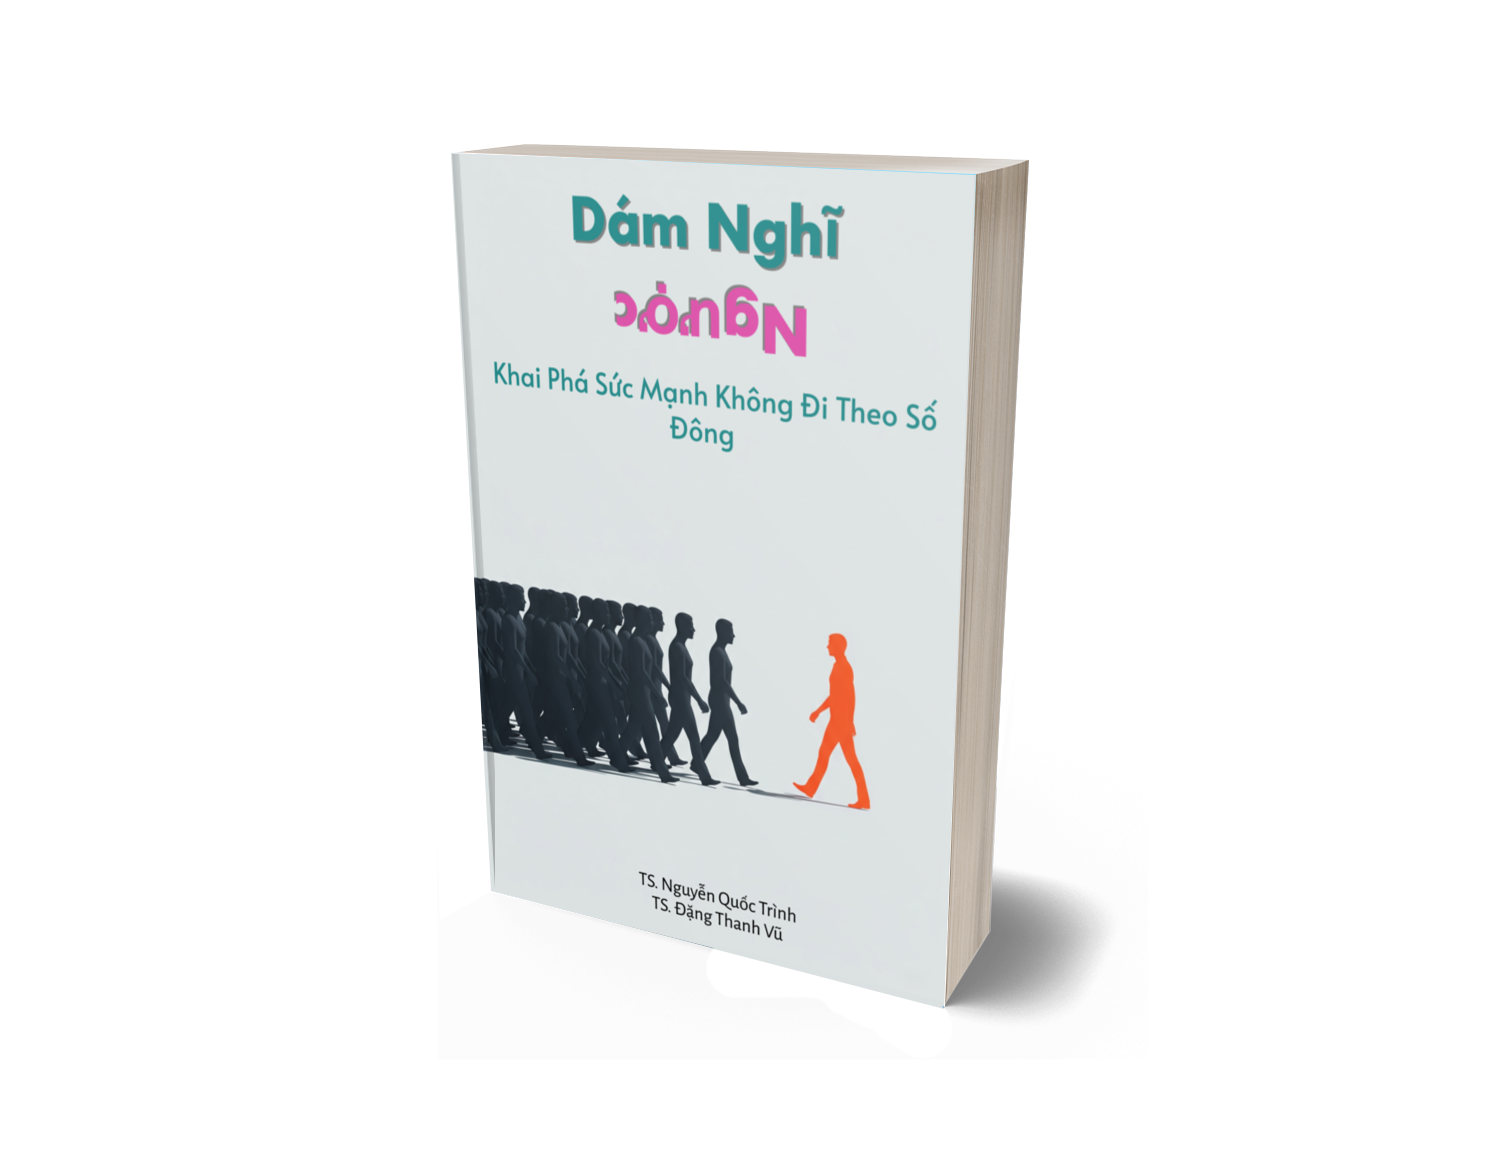 Dám Nghĩ
Ngược
Khai Phá Sức Mạnh Không Đi Theo Số
Đông
TS. Nguyễn Quốc Trình
TS. Đặng Thanh Vũ